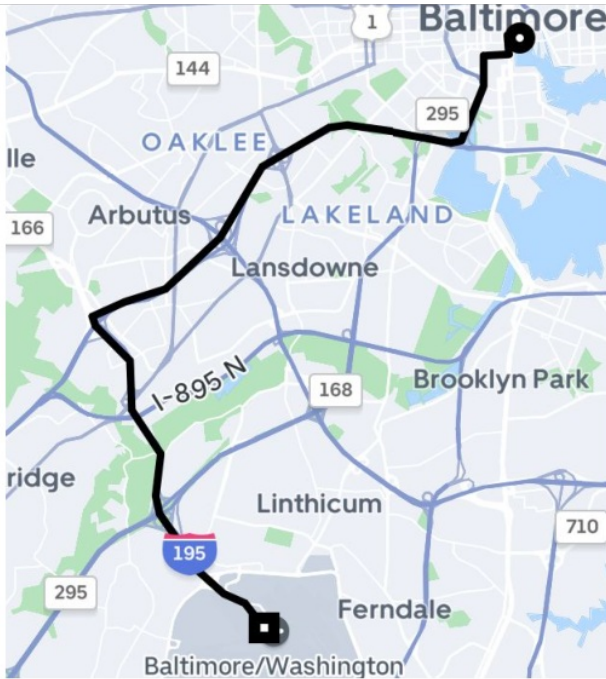 Baltimore
1
144
295
OAKLEE
lle
166
Arbutus
LAKELAND
Lansdowne
I-895 N
168
Brooklyn Park
ridge
Linthicum
710
195
295
Ferndale
Baltimore/Washington